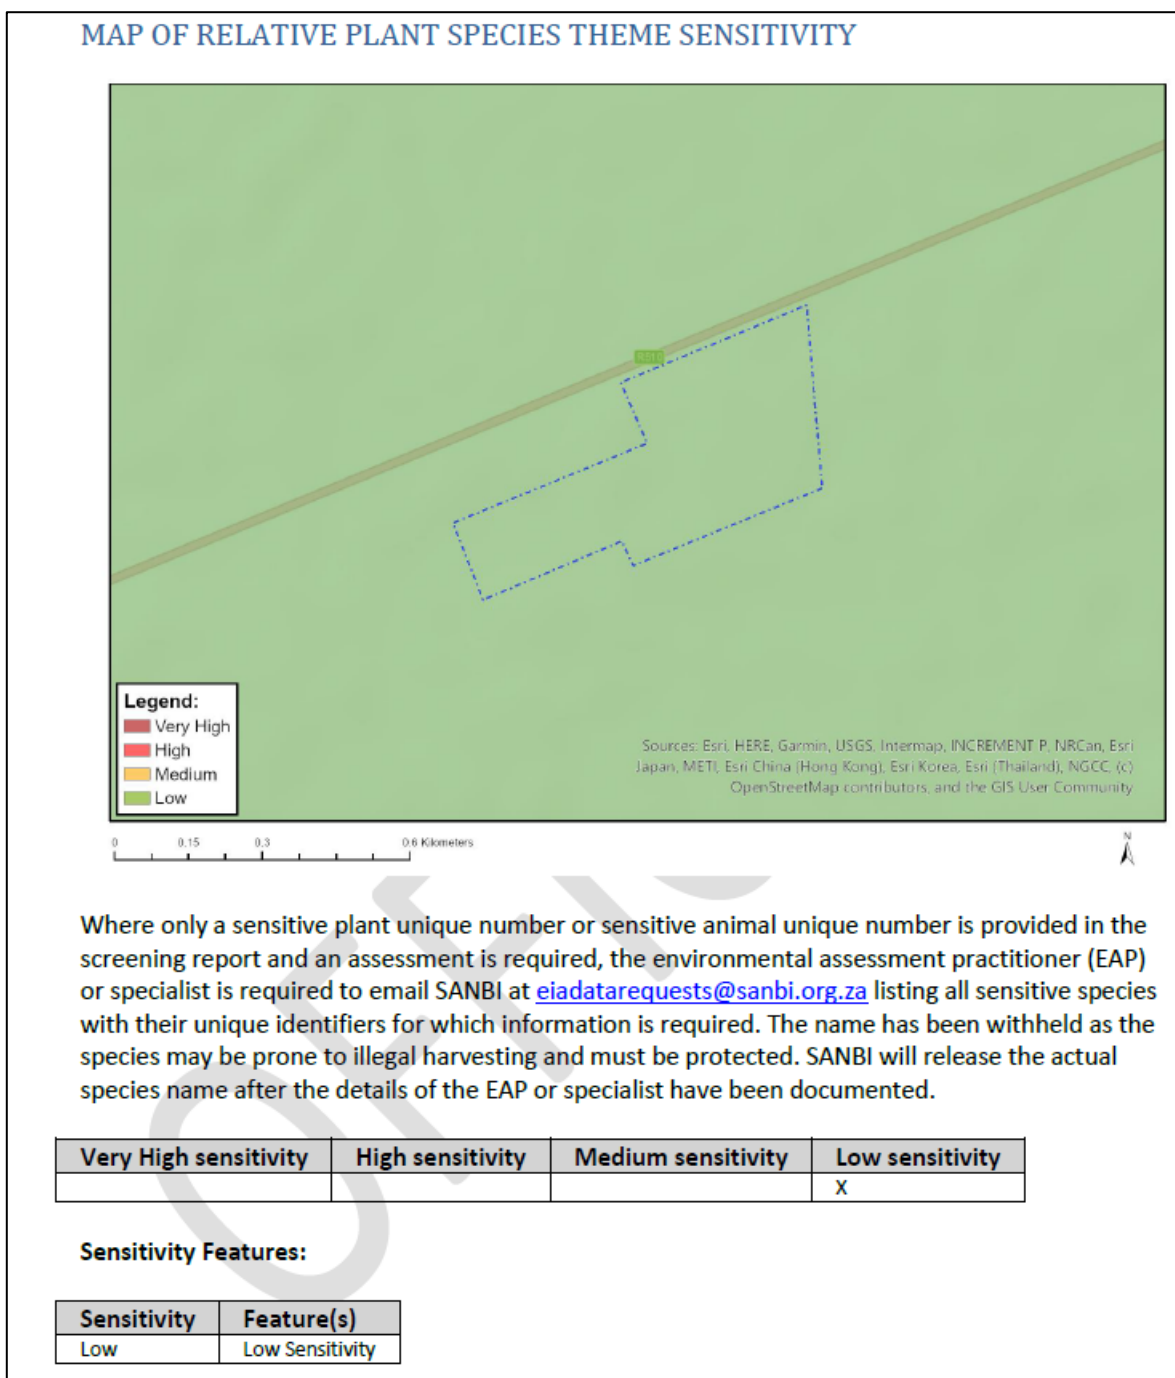 MAP OF RELATIVE PLANT SPECIES THEME SENSITIVITY
R510
Legend:
Very High
High
Medium
Low
Sources: Esri, HERE, Garmin, USGS, Intermap, INCREMENT P, NRCan, Esri
Japan, METI, Esri China (Hong Kong), Esri Korea, Esri (Thailand), NGCC, (c)
OpenStreetMap contributors, and the GIS User Community
0 0.15 0.3 0.6 Kilometers
N
Where only a sensitive plant unique number or sensitive animal unique number is provided in the
screening report and an assessment is required, the environmental assessment practitioner (EAP)
or specialist is required to email SANBI at eiadatarequests@sanbi.org.za listing all sensitive species
with their unique identifiers for which information is required. The name has been withheld as the
species may be prone to illegal harvesting and must be protected. SANBI will release the actual
species name after the details of the EAP or specialist have been documented.
Very High sensitivity High sensitivity Medium sensitivity Low sensitivity
X
Sensitivity Features:
Sensitivity Feature(s)
Low Low Sensitivity